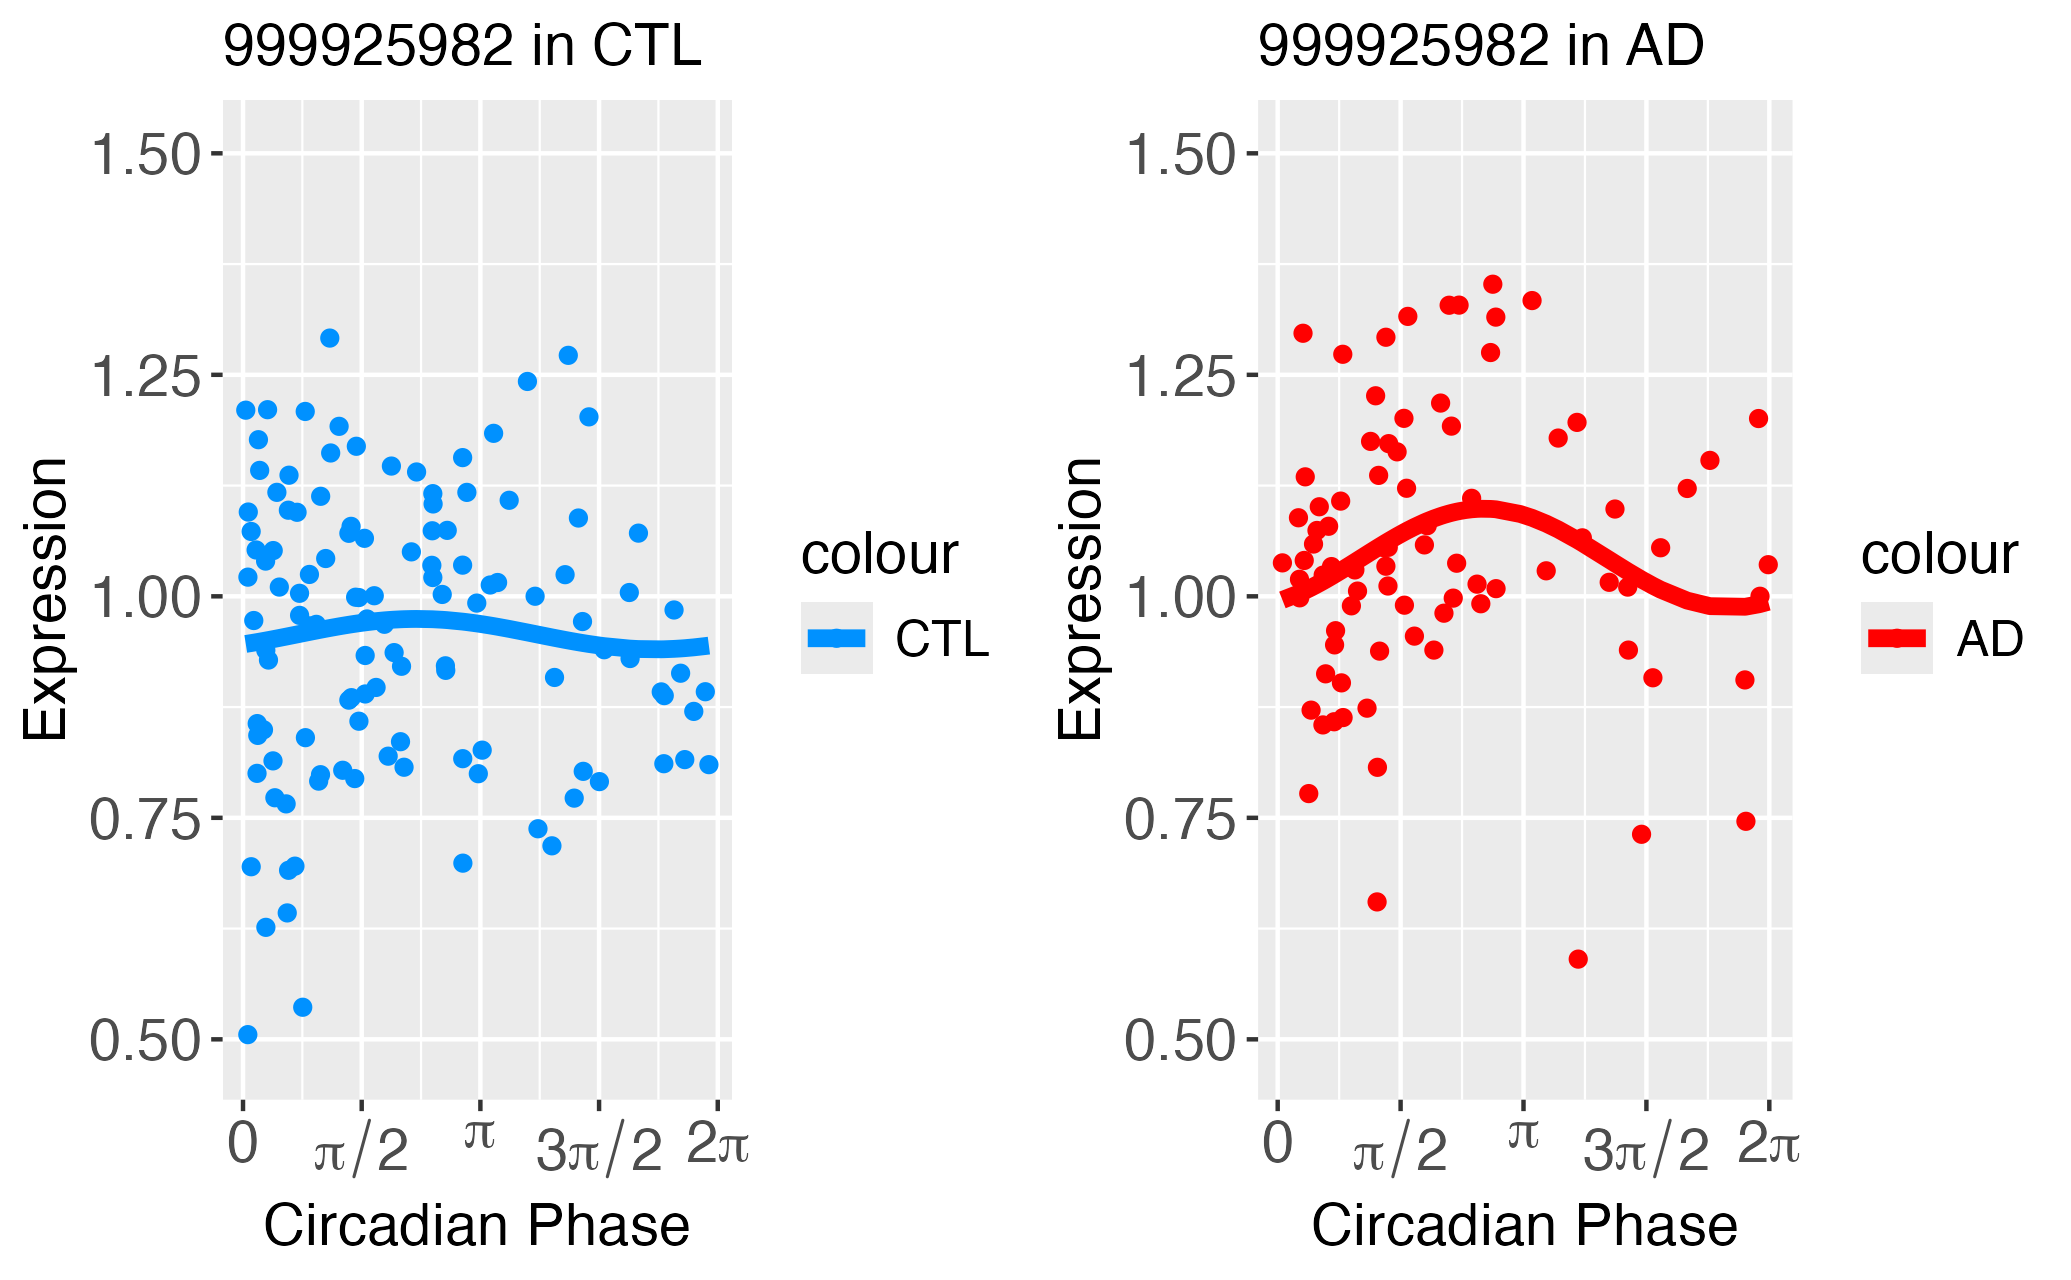 999925982 in CTL
1.50
1.25
1.00
0.75
0.50
Expression
0
π/2
π
3π/2
2π
Circadian Phase
colour
CTL
999925982 in AD
1.50
1.25
1.00
0.75
0.50
Expression
0
π/2
π
3π/2
2π
Circadian Phase
colour
AD